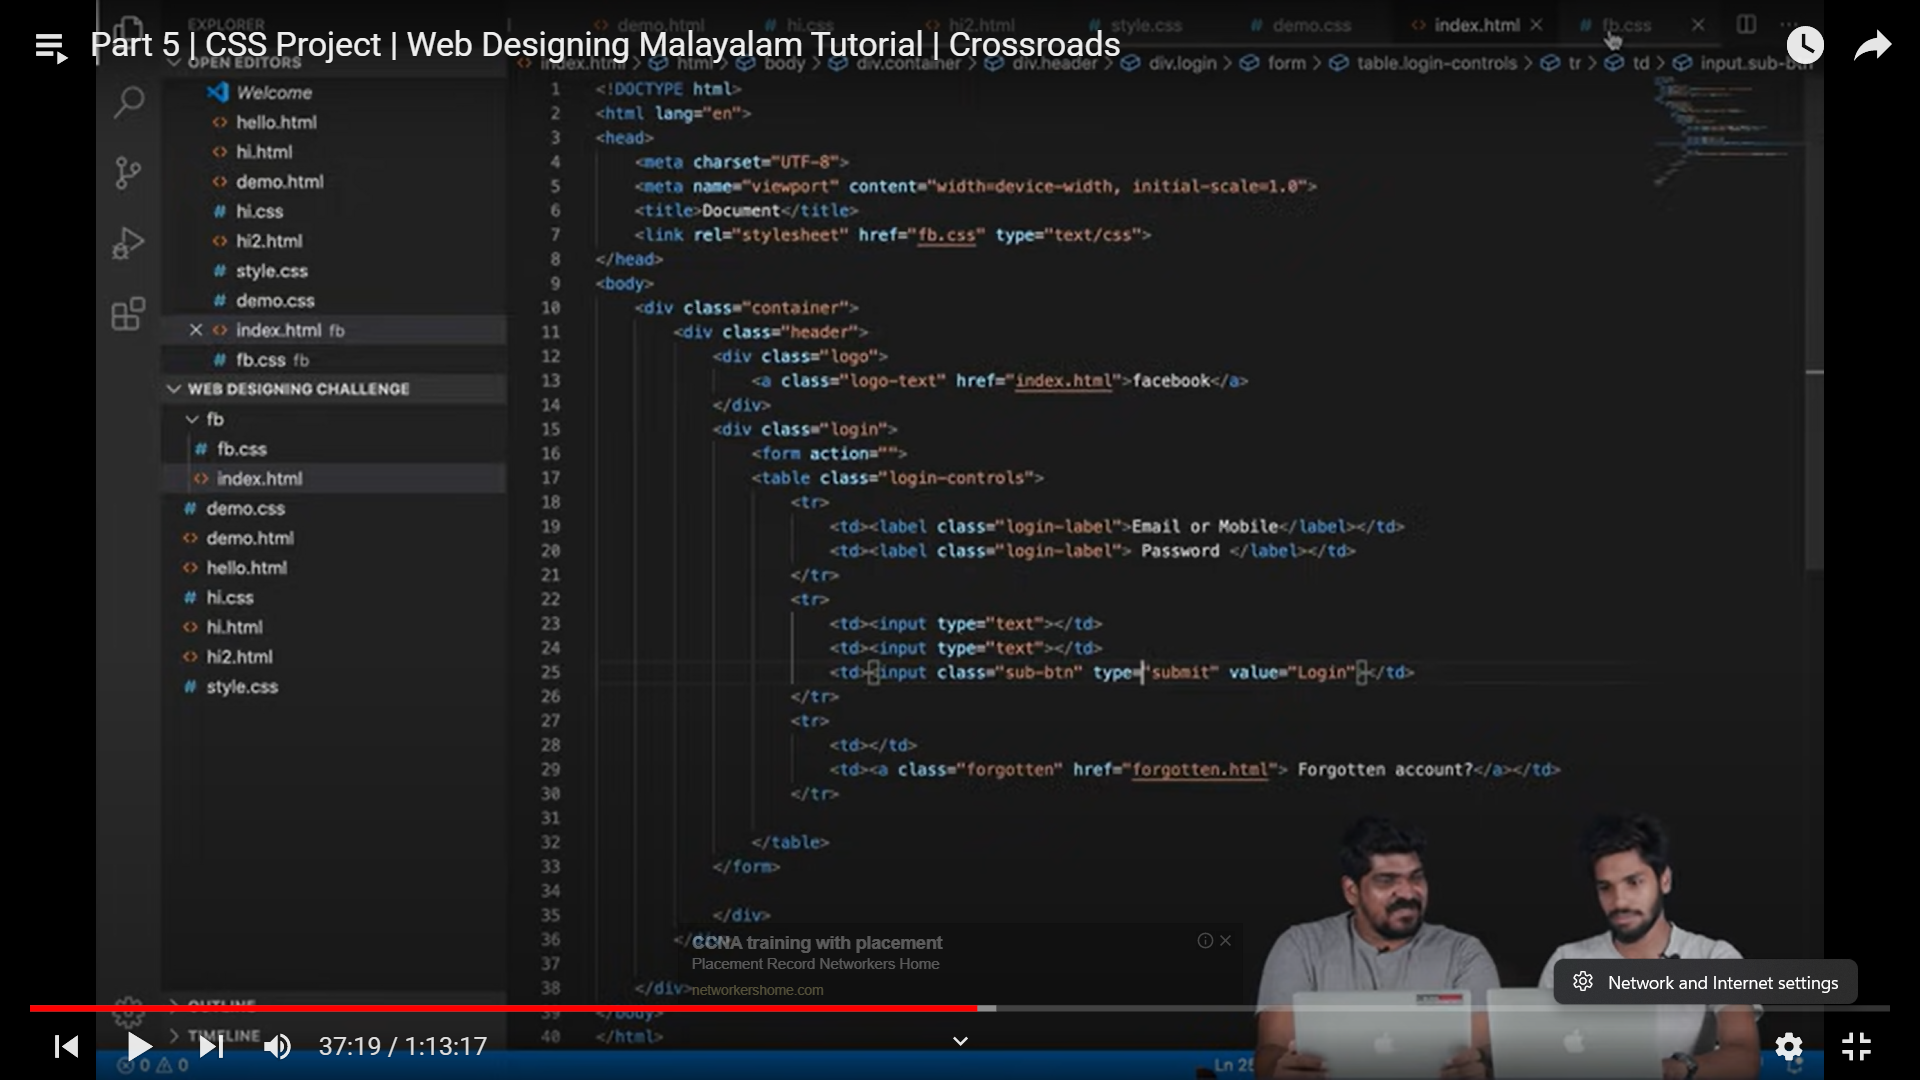 Part 5 | CSS Project | Web Designing Malayalam Tutorial | Crossroads
EXPLORER
demo.html hi.css hi2.html style.css demo.css index.html fb.css
OPEN EDITORS
index.html > html > body > div.container > div.header > div.login > form > table.login-controls > tr > td > input.sub-btn
Welcome
hello.html
hi.html
demo.html
hi.css
hi2.html
style.css
demo.css
index.html fb
fb.css fb
WEB DESIGNING CHALLENGE
fb
fb.css
index.html
demo.css
demo.html
hello.html
hi.css
hi.html
hi2.html
style.css
OUTLINE
TIMELINE
1 <!DOCTYPE html>
2 <html lang="en">
3 <head>
4 <meta charset="UTF-8">
5 <meta name="viewport" content="width=device-width, initial-scale=1.0">
6 <title>Document</title>
7 <link rel="stylesheet" href="fb.css" type="text/css">
8 </head>
9 <body>
10 <div class="container">
11 <div class="header">
12 <div class="logo">
13 <a class="logo-text" href="index.html">facebook</a>
14 </div>
15 <div class="login">
16 <form action="">
17 <table class="login-controls">
18 <tr>
19 <td><label class="login-label">Email or Mobile</label></td>
20 <td><label class="login-label"> Password </label></td>
21 </tr>
22 <tr>
23 <td><input type="text"></td>
24 <td><input type="text"></td>
25 <td><input class="sub-btn" type="submit" value="Login"></td>
26 </tr>
27 <tr>
28 <td></td>
29 <td><a class="forgotten" href="forgotten.html"> Forgotten account?</a></td>
30 </tr>
31
32 </table>
33 </form>
34
35 </div>
36 </div>
37
38 </div>
39 </body>
40 </html>
CCNA training with placement
Placement Record Networkers Home
networkershome.com
Network and Internet settings
37:19 / 1:13:17
0 0
Ln 25